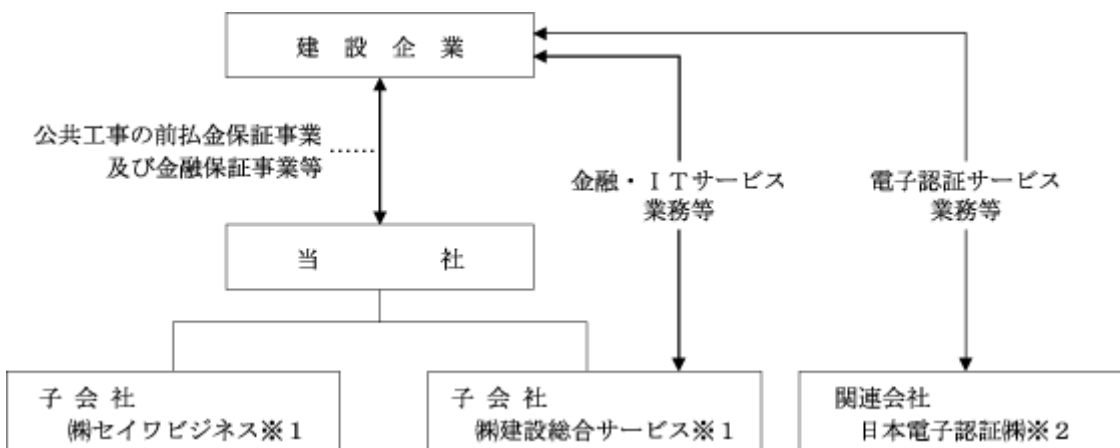 建設企業
公共工事の前払金保証事業
及び金融保証事業等
金融・ＩＴサービス
業務等
電子認証サービス
業務等
当社
子会社
㈱セイワビジネス※１
子会社
㈱建設総合サービス※１
関連会社
日本電子認証㈱※２